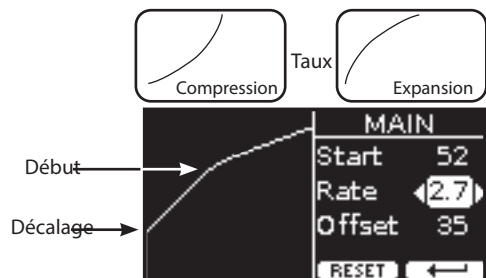 Compression
Taux
Expansion
MAIN
Start 52
Rate 2.7
Offset 35
RESET
Début
Décalage